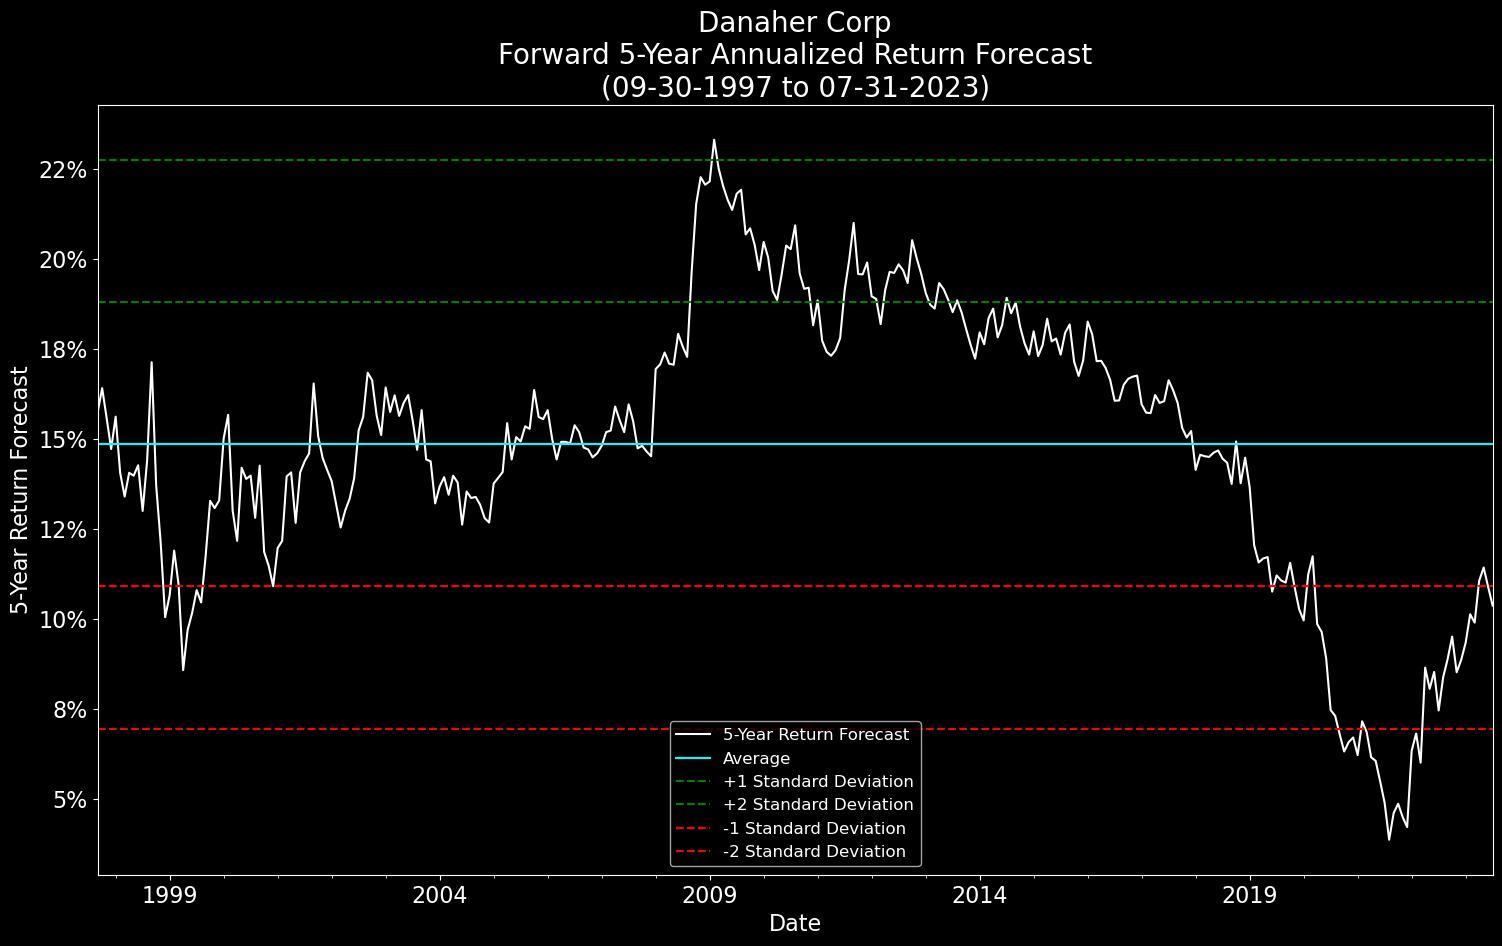 Danaher Corp
Forward 5-Year Annualized Return Forecast
(09-30-1997 to 07-31-2023)
5-Year Return Forecast
22%
20%
18%
15%
12%
10%
8%
5%
5-Year Return Forecast
Average
+1 Standard Deviation
+2 Standard Deviation
-1 Standard Deviation
-2 Standard Deviation
1999 2004 2009 2014 2019
Date